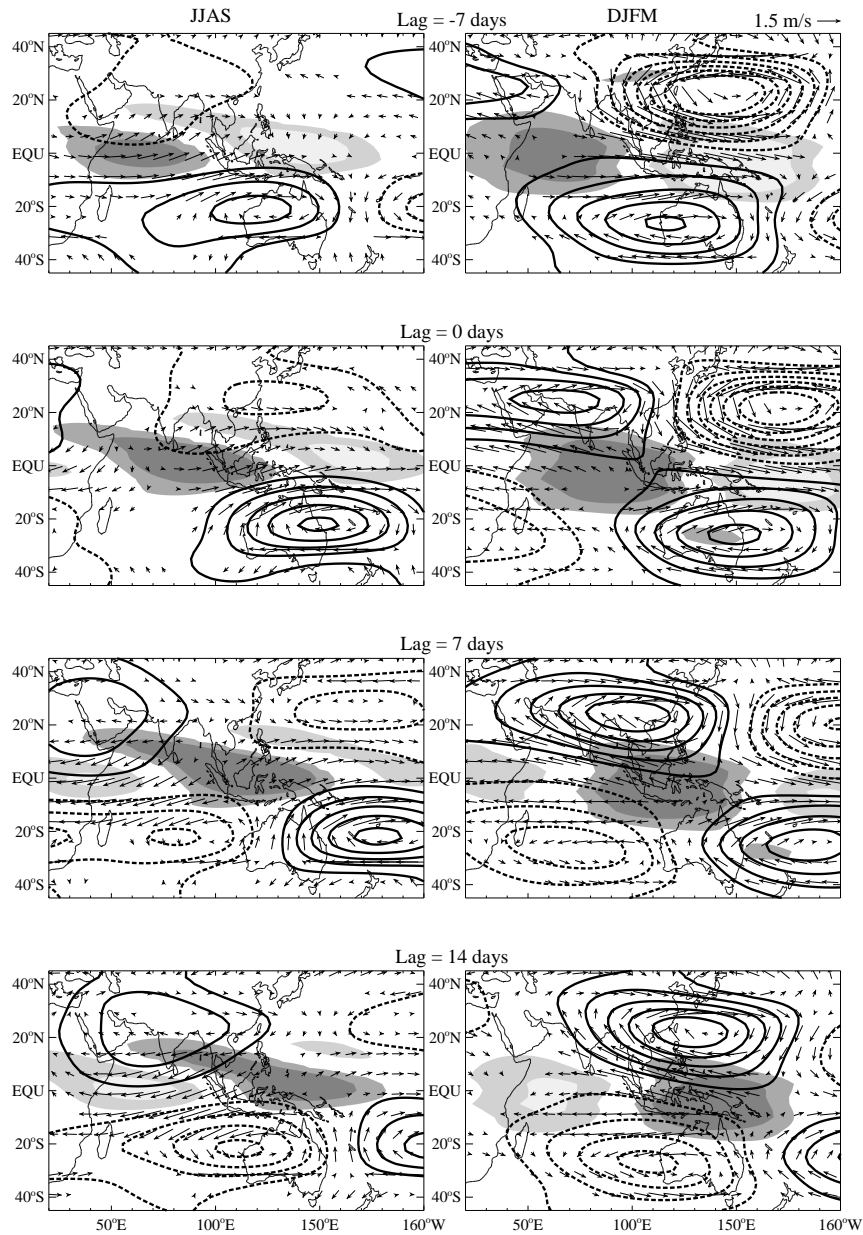 JJAS Lag = -7 days DJFM 1.5 m/s
40°N
20°N 20°N
EQU EQU
20°S 20°S
40°S 40°S
Lag = 0 days
40°N 40°N
20°N 20°N
EQU EQU
20°S 20°S
40°S 40°S
Lag = 7 days
40°N 40°N
20°N 20°N
EQU EQU
20°S 20°S
40°S 40°S
Lag = 14 days
40°N 40°N
20°N 20°N
EQU EQU
20°S 20°S
40°S 40°S
50°E 100°E 150°E 160°W 50°E 100°E 150°E 160°W